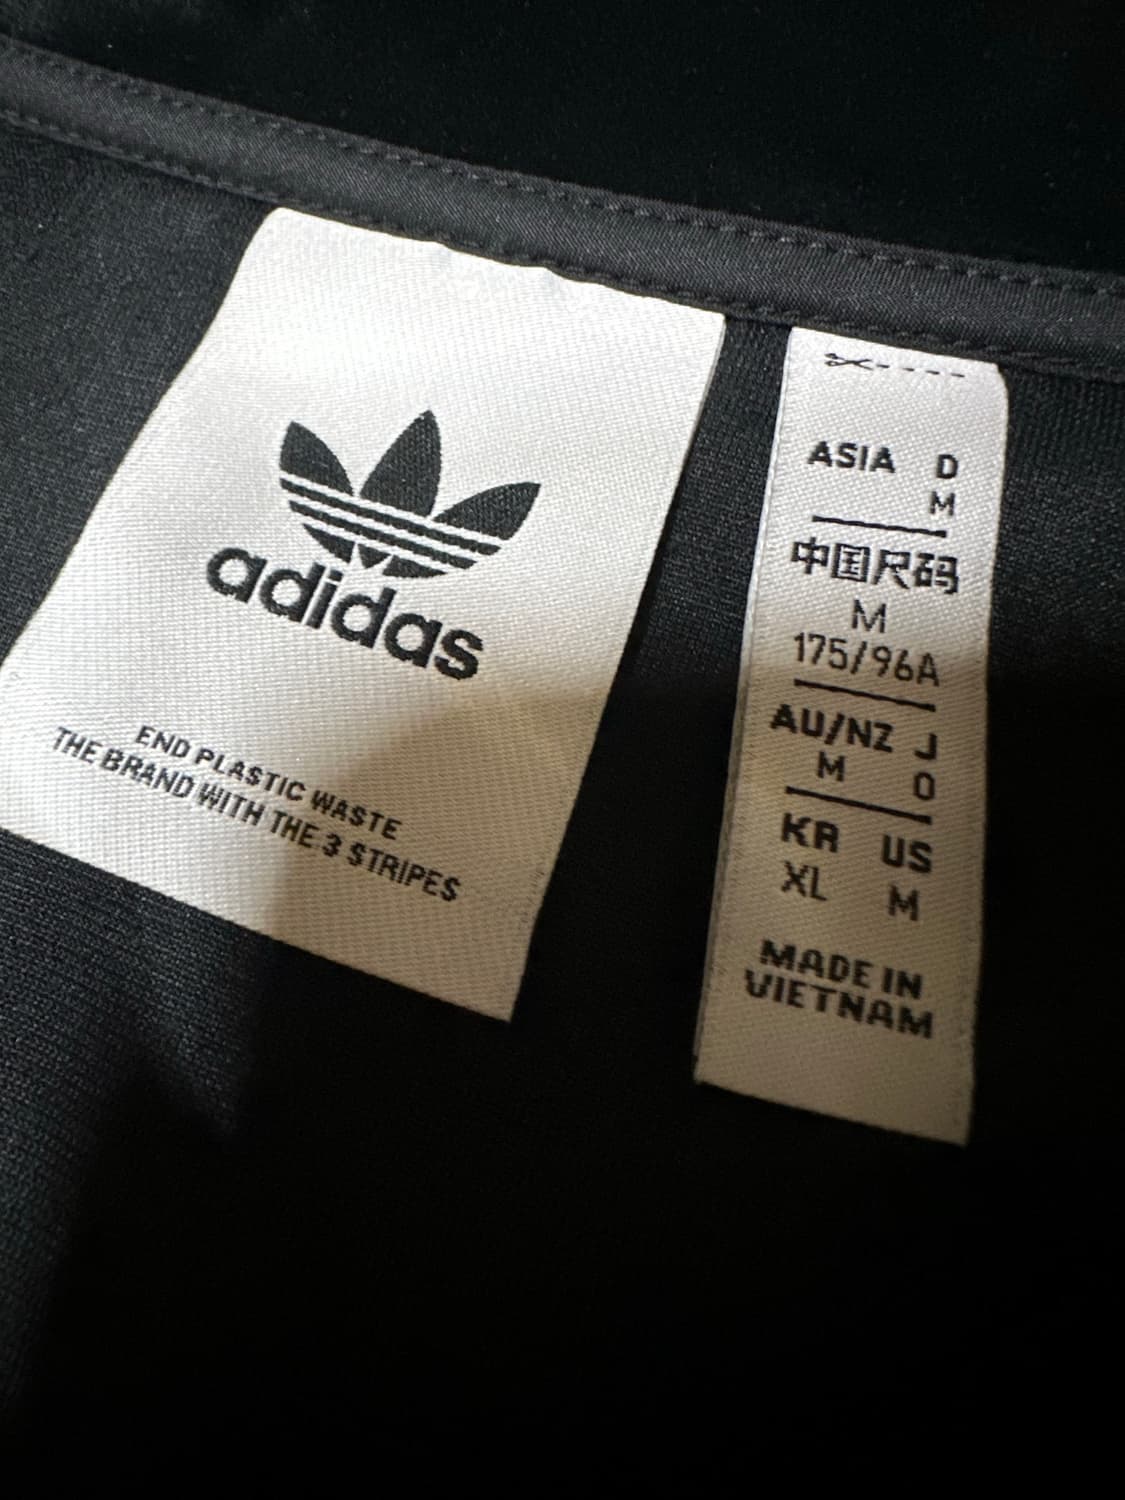 adidas
END PLASTIC WASTE
THE BRAND WITH THE 3 STRIPES
ASIA D
M
中国尺码
M
175/96A
AU/NZ J
M O
KR US
XL M
MADE IN
VIETNAM